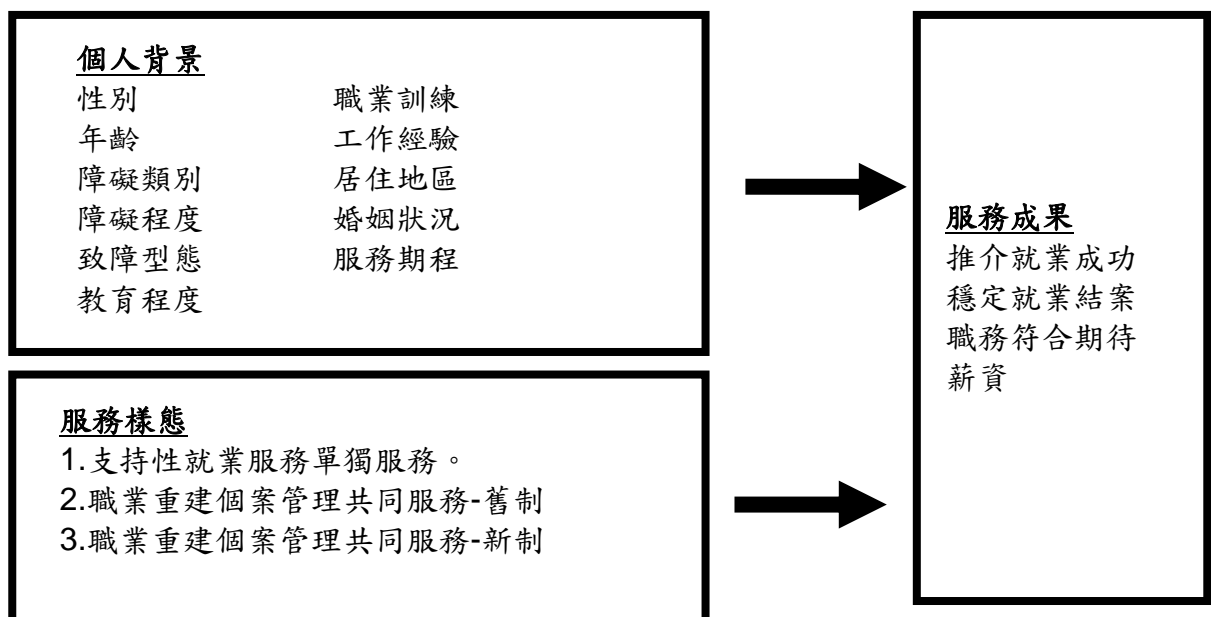 個人背景
性別 職業訓練
年齡 工作經驗
障礙類別 居住地區
障礙程度 婚姻狀況
致障型態 服務期程
教育程度
服務樣態
1.支持性就業服務單獨服務。
2.職業重建個案管理共同服務-舊制
3.職業重建個案管理共同服務-新制
服務成果
推介就業成功
穩定就業結案
職務符合期待
薪資